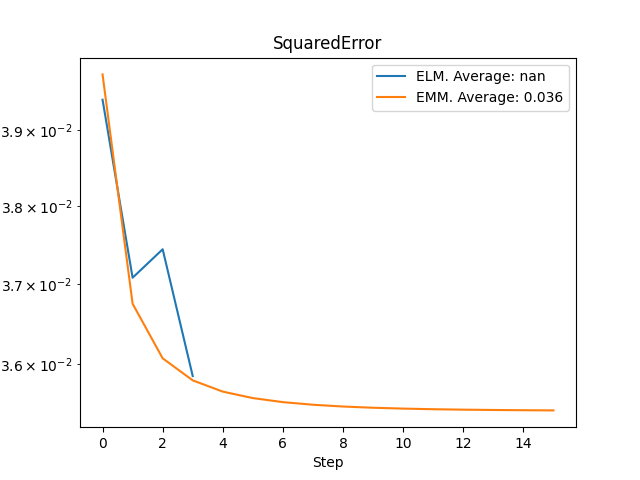 SquaredError
ELM. Average: nan
EMM. Average: 0.036
3.9 × 10⁻²
3.8 × 10⁻²
3.7 × 10⁻²
3.6 × 10⁻²
0 2 4 6 8 10 12 14
Step